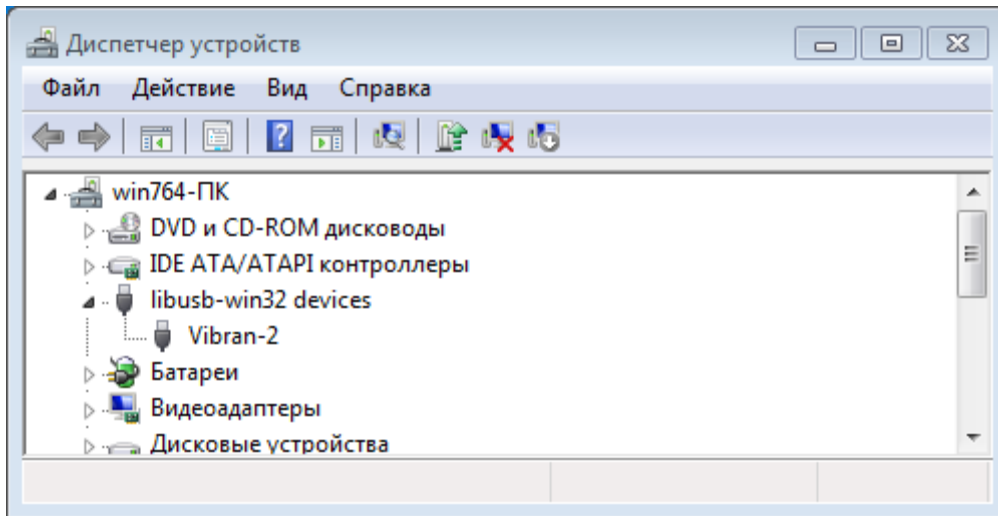 Диспетчер устройств
Файл Действие Вид Справка
win764-ПК
DVD и CD-ROM дисководы
IDE ATA/ATAPI контроллеры
libusb-win32 devices
Vibran-2
Батареи
Видеоадаптеры
Дисковые устройства